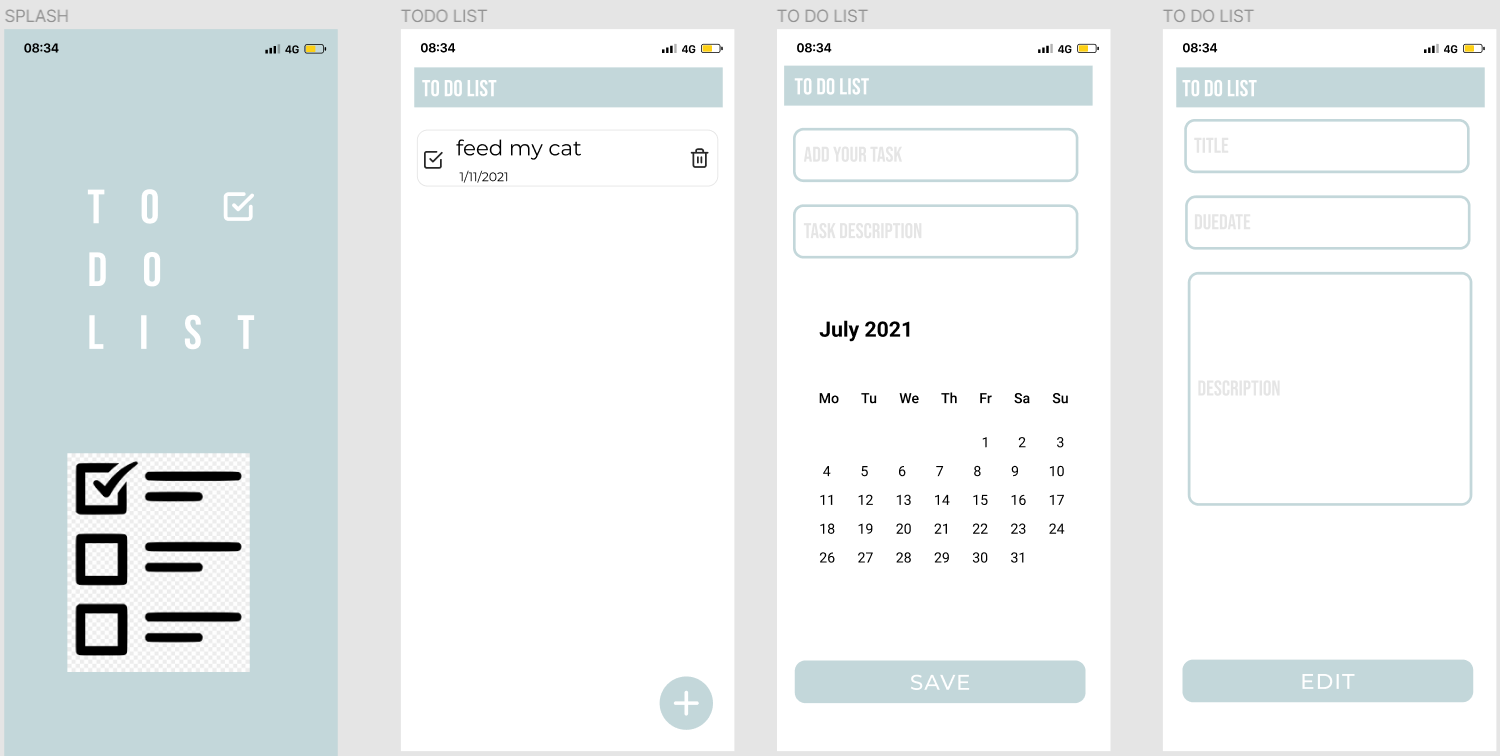 SPLASH
08:34
4G
TO
DO
LIST
TODO LIST
08:34
4G
TO DO LIST
feed my cat
1/11/2021
TO DO LIST
08:34
4G
TO DO LIST
ADD YOUR TASK
TASK DESCRIPTION
July 2021
Mo Tu We Th Fr Sa Su
1 2 3
4 5 6 7 8 9 10
11 12 13 14 15 16 17
18 19 20 21 22 23 24
26 27 28 29 30 31
SAVE
TO DO LIST
08:34
4G
TO DO LIST
TITLE
DUEDATE
DESCRIPTION
EDIT